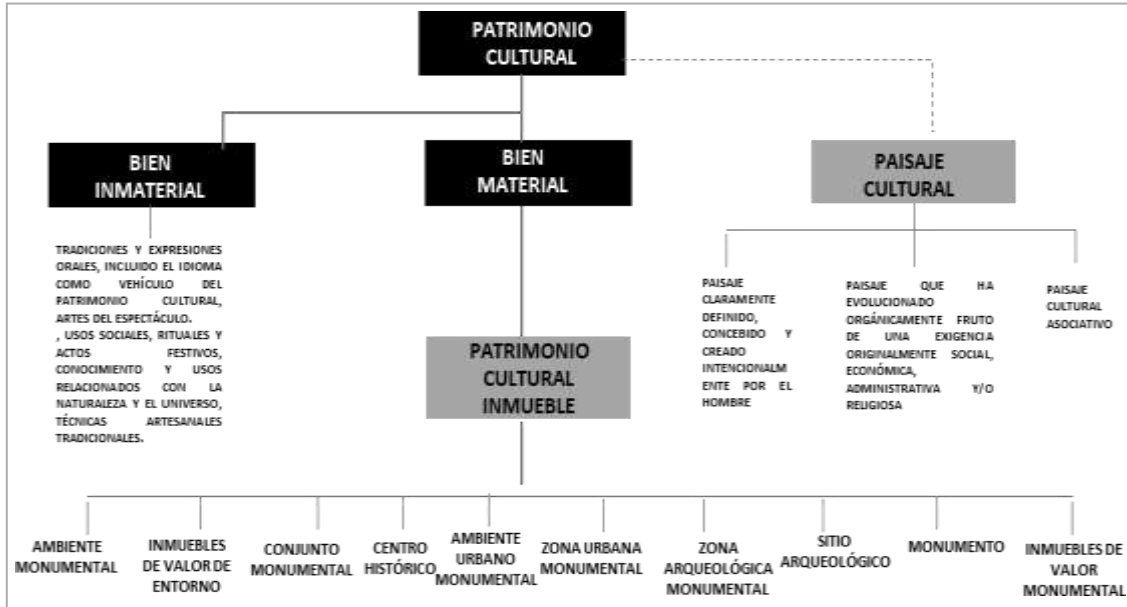 PATRIMONIO
CULTURAL
BIEN
INMATERIAL
BIEN
MATERIAL
PAISAJE
CULTURAL
TRADICIONES Y EXPRESIONES
ORALES, INCLUIDO EL IDIOMA
COMO VEHÍCULO DEL
PATRIMONIO CULTURAL,
ARTES DEL ESPECTÁCULO.
, USOS SOCIALES, RITUALES Y
ACTOS FESTIVOS,
CONOCIMIENTO Y USOS
RELACIONADOS CON LA
NATURALEZA Y EL UNIVERSO,
TÉCNICAS ARTESANALES
TRADICIONALES.
PATRIMONIO
CULTURAL
INMUEBLE
PAISAJE
CLARAMENTE
DEFINIDO,
CONCEBIDO Y
CREADO
INTENCIONALM
ENTE POR EL
HOMBRE
PAISAJE QUE HA
EVOLUCIONADO
ORGÁNICAMENTE FRUTO
DE UNA EXIGENCIA
ORIGINALMENTE SOCIAL,
ECONÓMICA,
ADMINISTRATIVA Y/O
RELIGIOSA
PAISAJE
CULTURAL
ASOCIATIVO
AMBIENTE
MONUMENTAL
INMUEBLES
DE VALOR DE
ENTORNO
CONJUNTO
MONUMENTAL
CENTRO
HISTÓRICO
AMBIENTE
URBANO
MONUMENTAL
ZONA URBANA
MONUMENTAL
ZONA
ARQUEOLÓGICA
MONUMENTAL
SITIO
ARQUEOLÓGICO
MONUMENTO
INMUEBLES DE
VALOR
MONUMENTAL